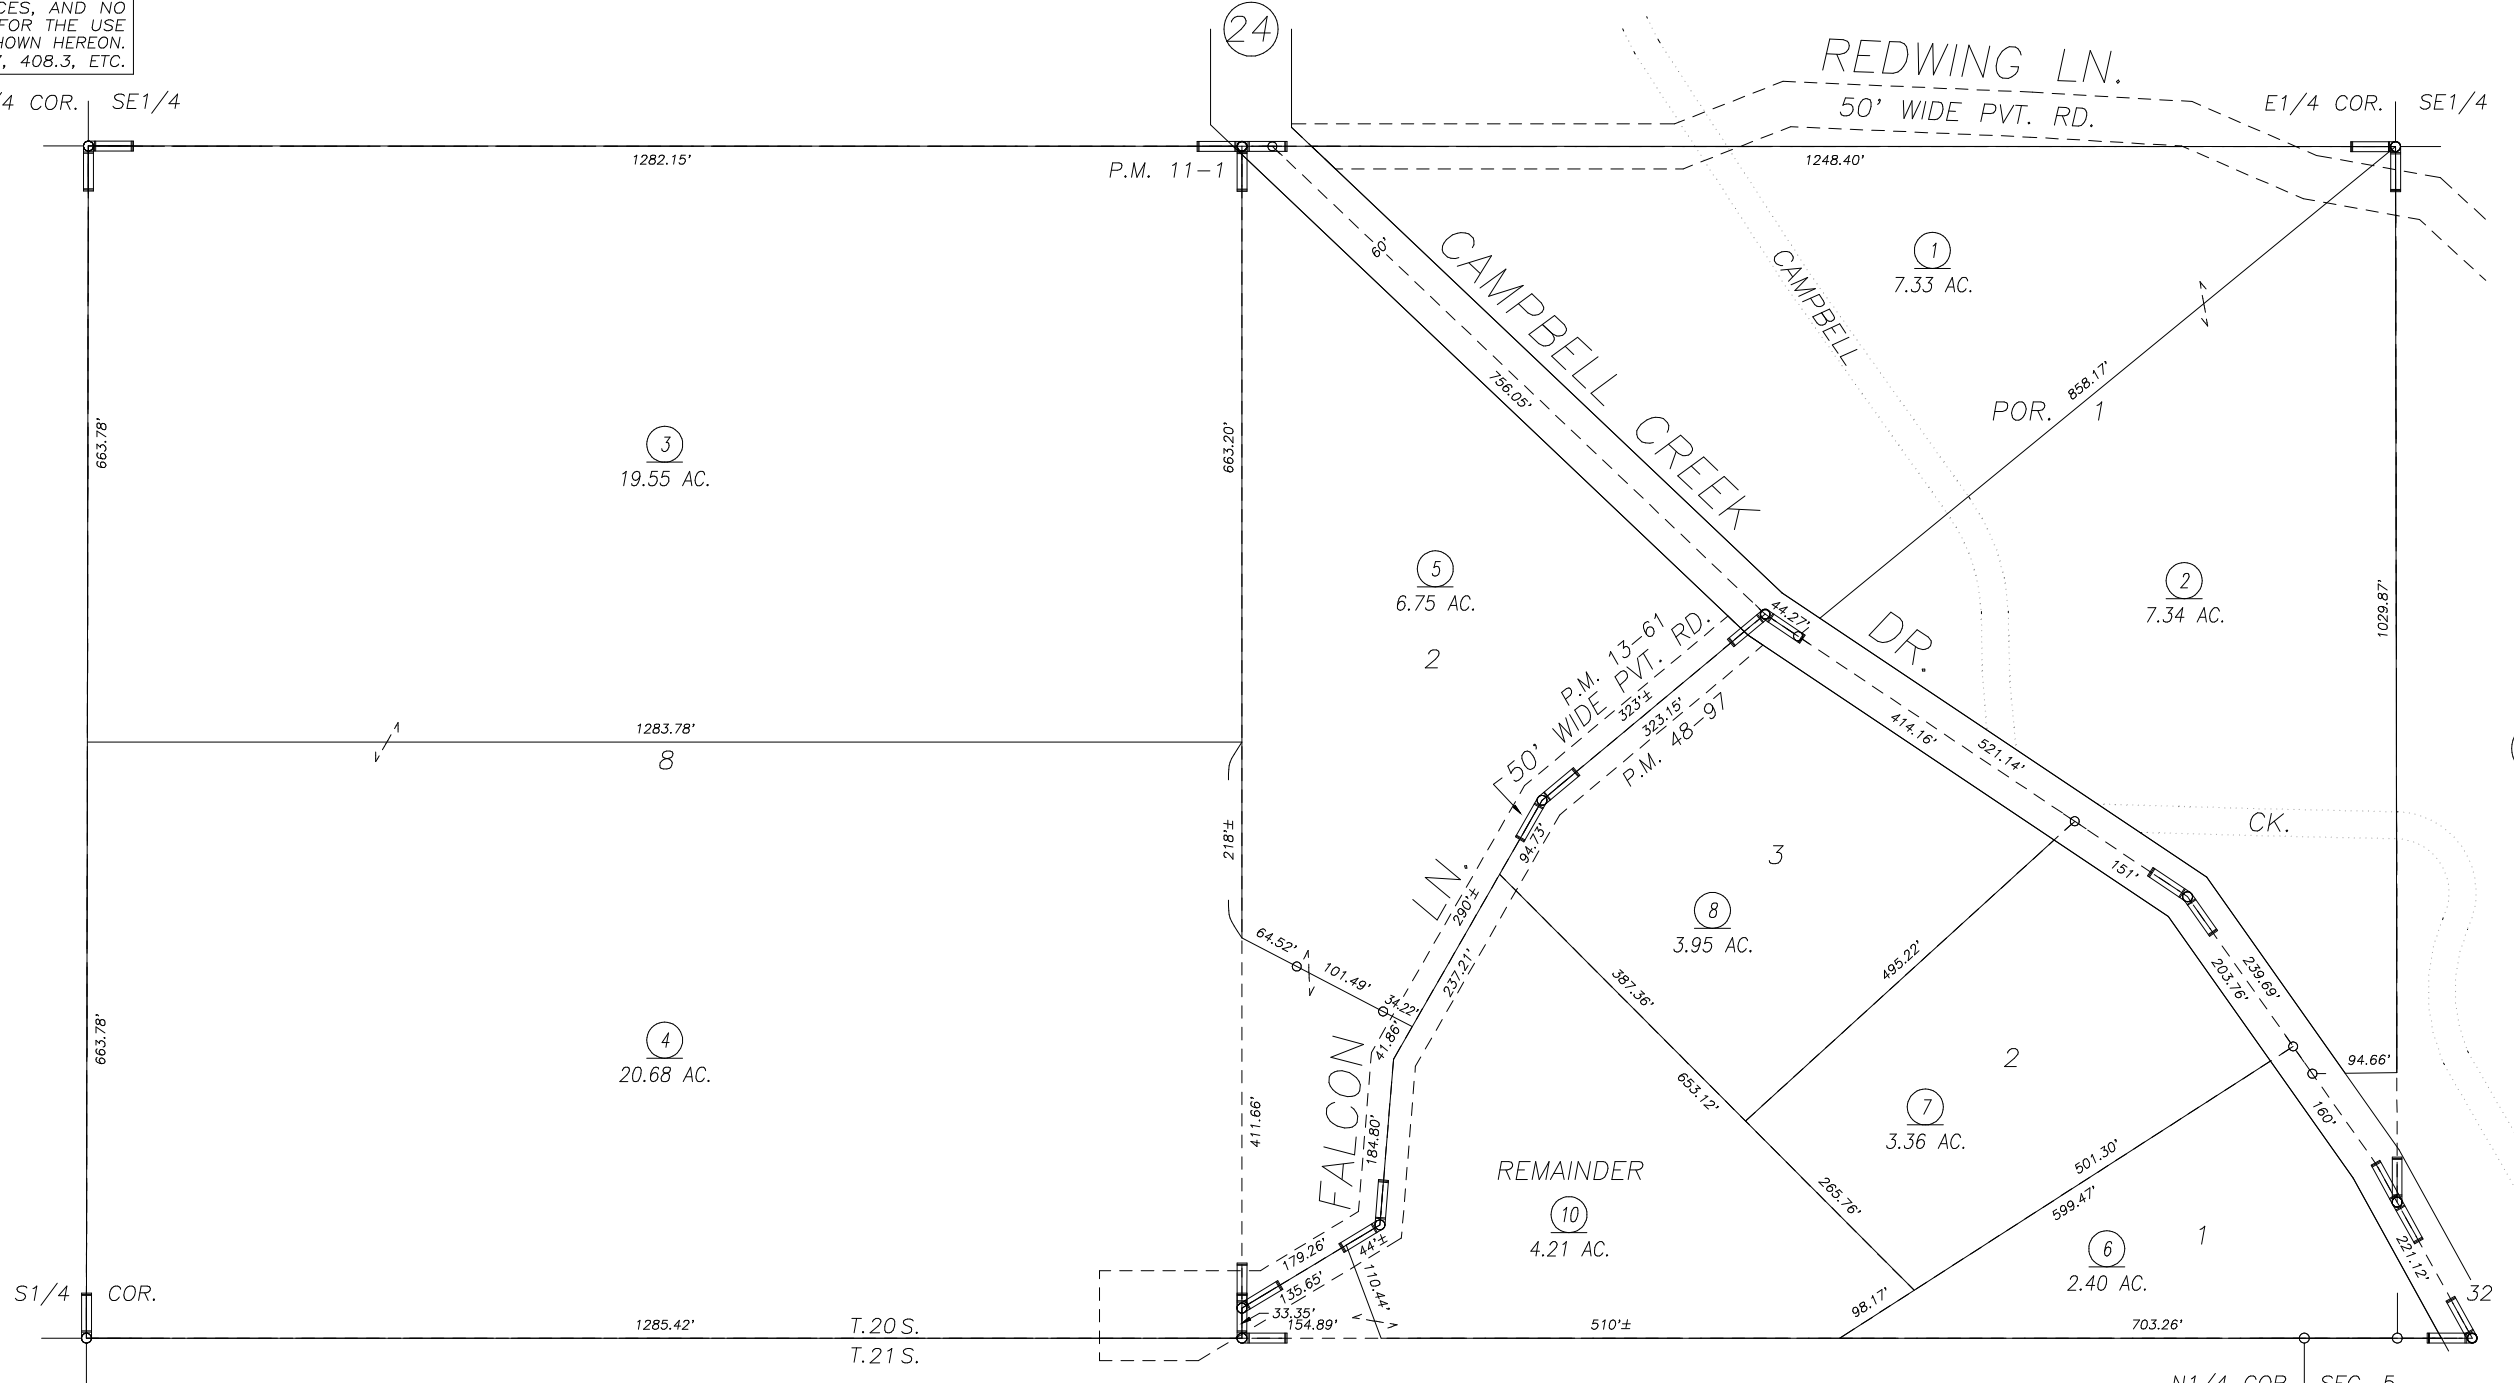 CES, AND NO
FOR THE USE
HOWN HEREON.
408.3, ETC.
24
REDWING LN.
50' WIDE PVT. RD.
1/4 COR. SE1/4
E1/4 COR. SE1/4
1282.15'
P.M. 11-1
1248.40'
60'
CAMPBELL CREEK DR.
CAMPBELL
1
7.33 AC.
858.17'
POR. 1
756.05'
663.78'
663.20'
3
19.55 AC.
5
6.75 AC.
2
2
7.34 AC.
1029.87'
44.27'
P.M. 13-61
50' WIDE PVT. RD.
323'±
323.15'
P.M. 48-97
414.16'
521.14'
1283.78'
8
218'±
94.73'
LN.
290'±
3
8
3.95 AC.
CK.
151'
64.52'
101.49'
34.22'
41.86'
237.21'
387.36'
495.22'
203.76'
239.69'
663.78'
4
20.68 AC.
411.66'
FALCON
184.80'
653.12'
2
7
3.36 AC.
94.66'
160'
REMAINDER
10
4.21 AC.
265.76'
501.30'
599.47'
179.26'
44'±
135.65'
110.44'
6
2.40 AC.
1
221.12'
32
S1/4 COR.
98.17'
33.35'
1285.42'
T.20 S.
T.21 S.
154.89'
510'±
703.26'
N1/4 COR. SEC. 5